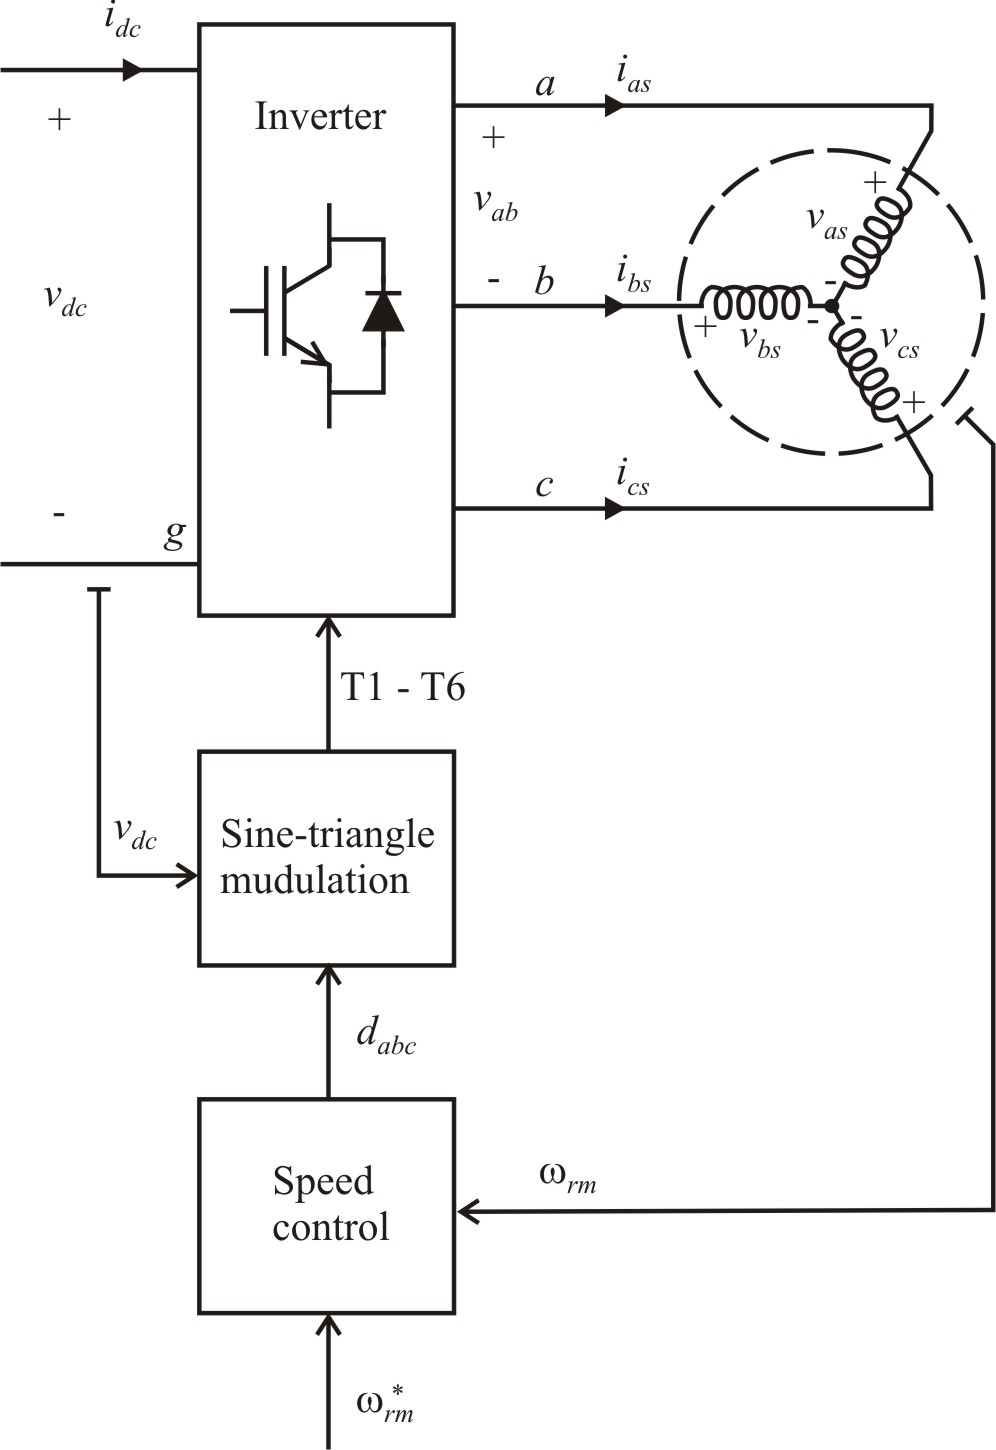 i_dc
Inverter
a
i_as
+
+
v_ab
+
v_as
v_dc
-
b
i_bs
-
+
v_bs
-
-
v_cs
+
c
i_cs
-
g
T1 - T6
v_dc
Sine-triangle
mudulation
d_abc
Speed
control
ω_rm
ω*_rm